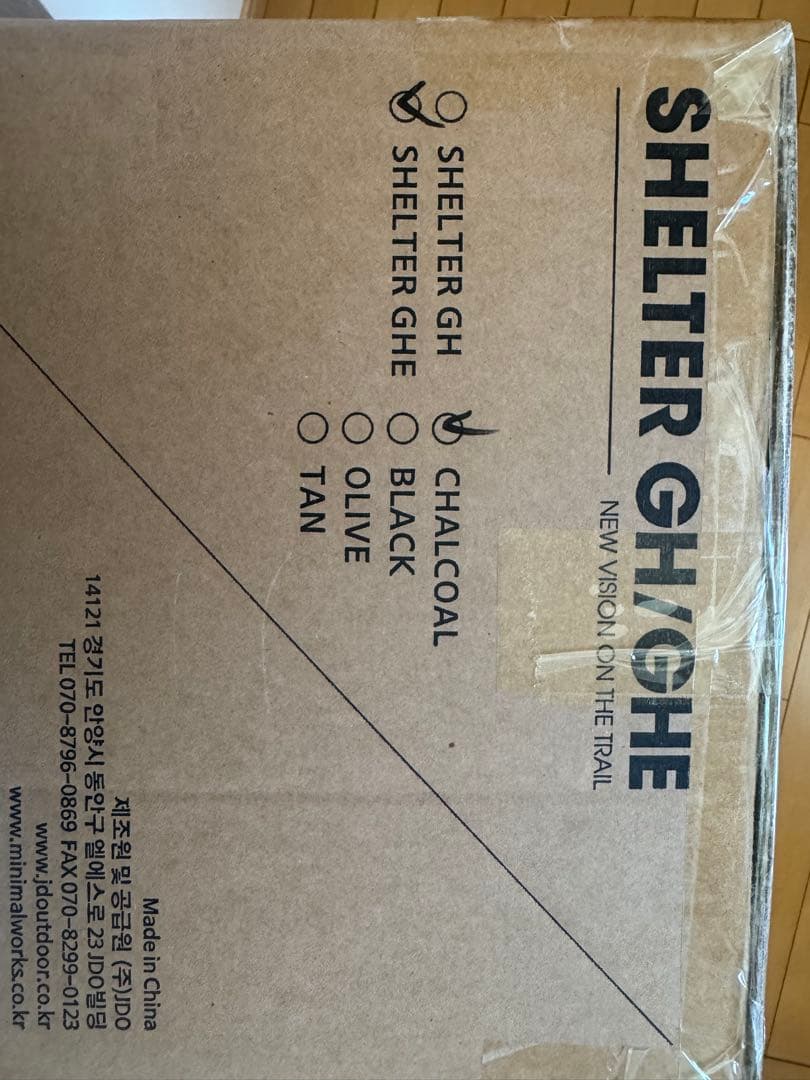 SHELTER GH/GHE
NEW VISION ON THE TRAIL
SHELTER GH
SHELTER GHE
CHALCOAL
BLACK
OLIVE
TAN
Made in China
제조원 및 공급원 (주)JDO
14121 경기도 안양시 동안구 엘에스로 23 JDO빌딩
TEL 070-8796-0869 FAX 070-8299-0123
www.jdoutdoor.co.kr
www.minimalworks.co.kr